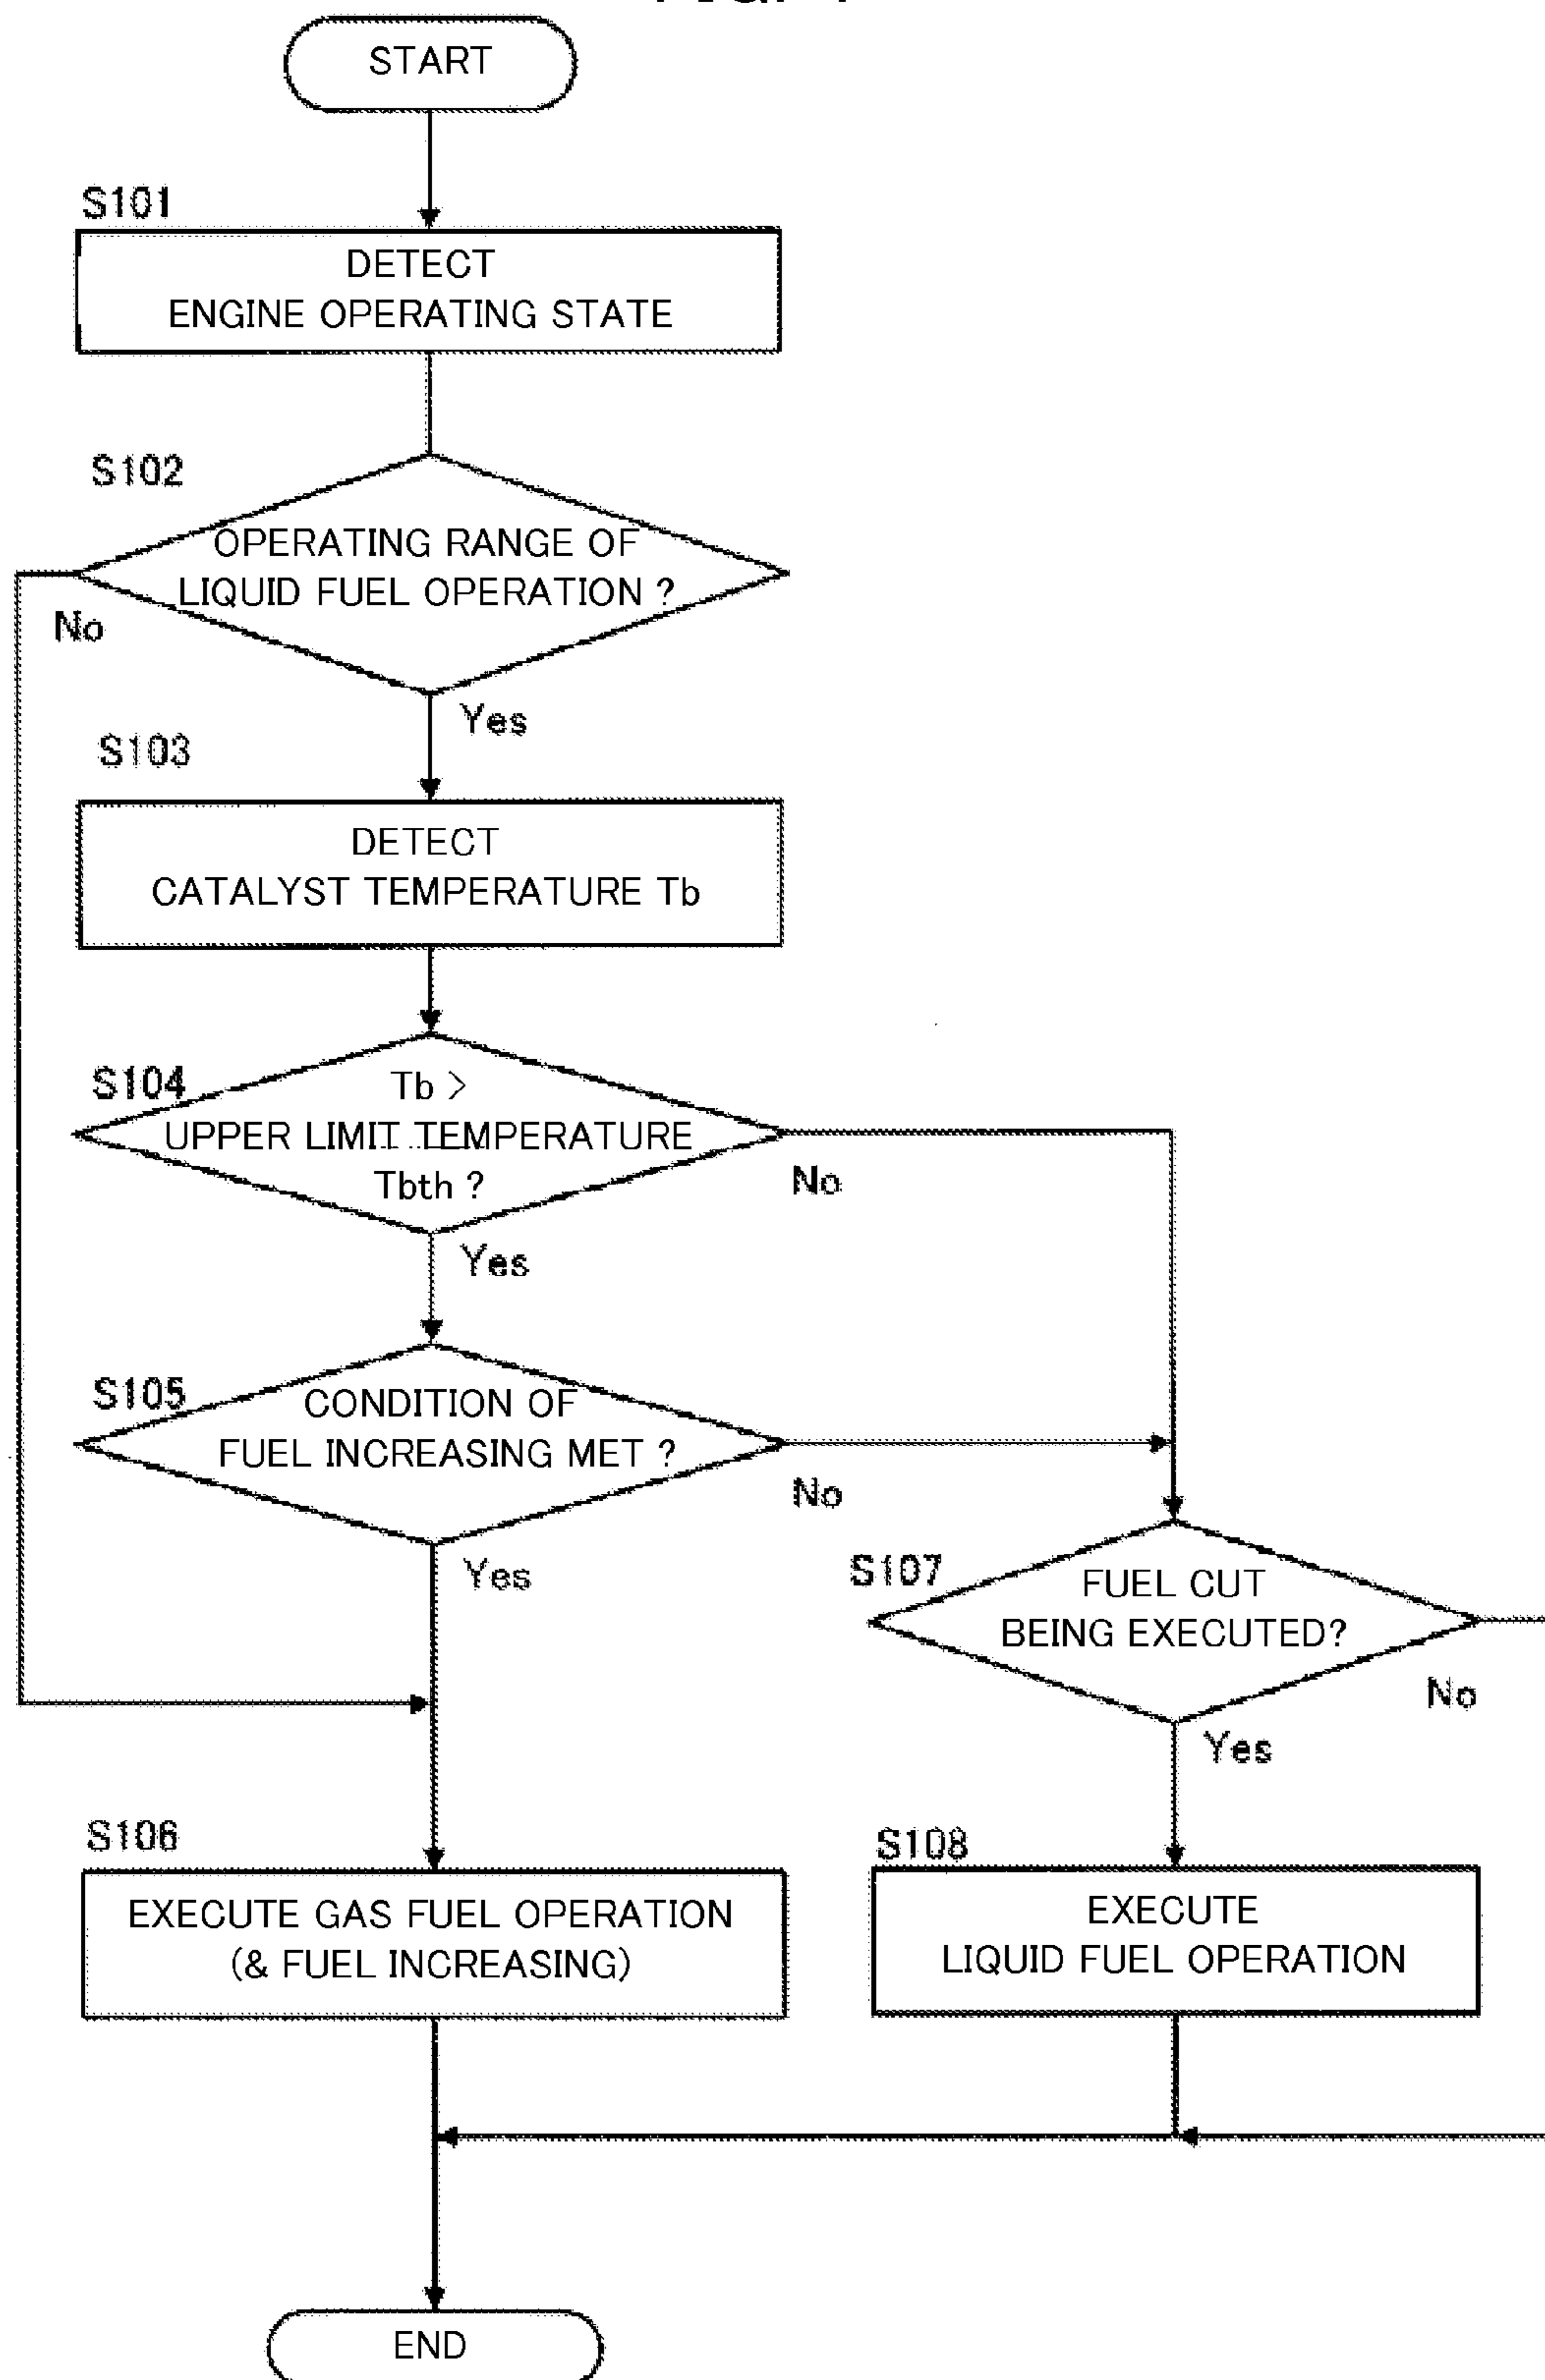 START
S101
DETECT
ENGINE OPERATING STATE
S102
OPERATING RANGE OF
LIQUID FUEL OPERATION ?
No
Yes
S103
DETECT
CATALYST TEMPERATURE Tb
S104
Tb >
UPPER LIMIT TEMPERATURE
Tbth ?
No
Yes
S105
CONDITION OF
FUEL INCREASING MET ?
No
Yes
S107
FUEL CUT
BEING EXECUTED?
No
Yes
S106
EXECUTE GAS FUEL OPERATION
(& FUEL INCREASING)
S108
EXECUTE
LIQUID FUEL OPERATION
END